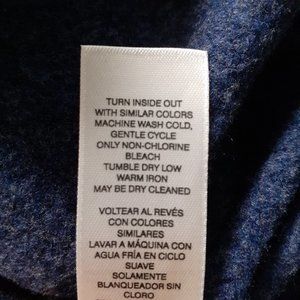 TURN INSIDE OUT
WITH SIMILAR COLORS
MACHINE WASH COLD,
GENTLE CYCLE
ONLY NON-CHLORINE
BLEACH
TUMBLE DRY LOW
WARM IRON
MAY BE DRY CLEANED
VOLTEAR AL REVÉS
CON COLORES
SIMILARES
LAVAR A MÁQUINA CON
AGUA FRÍA EN CICLO
SUAVE
SOLAMENTE
BLANQUEADOR SIN
CLORO